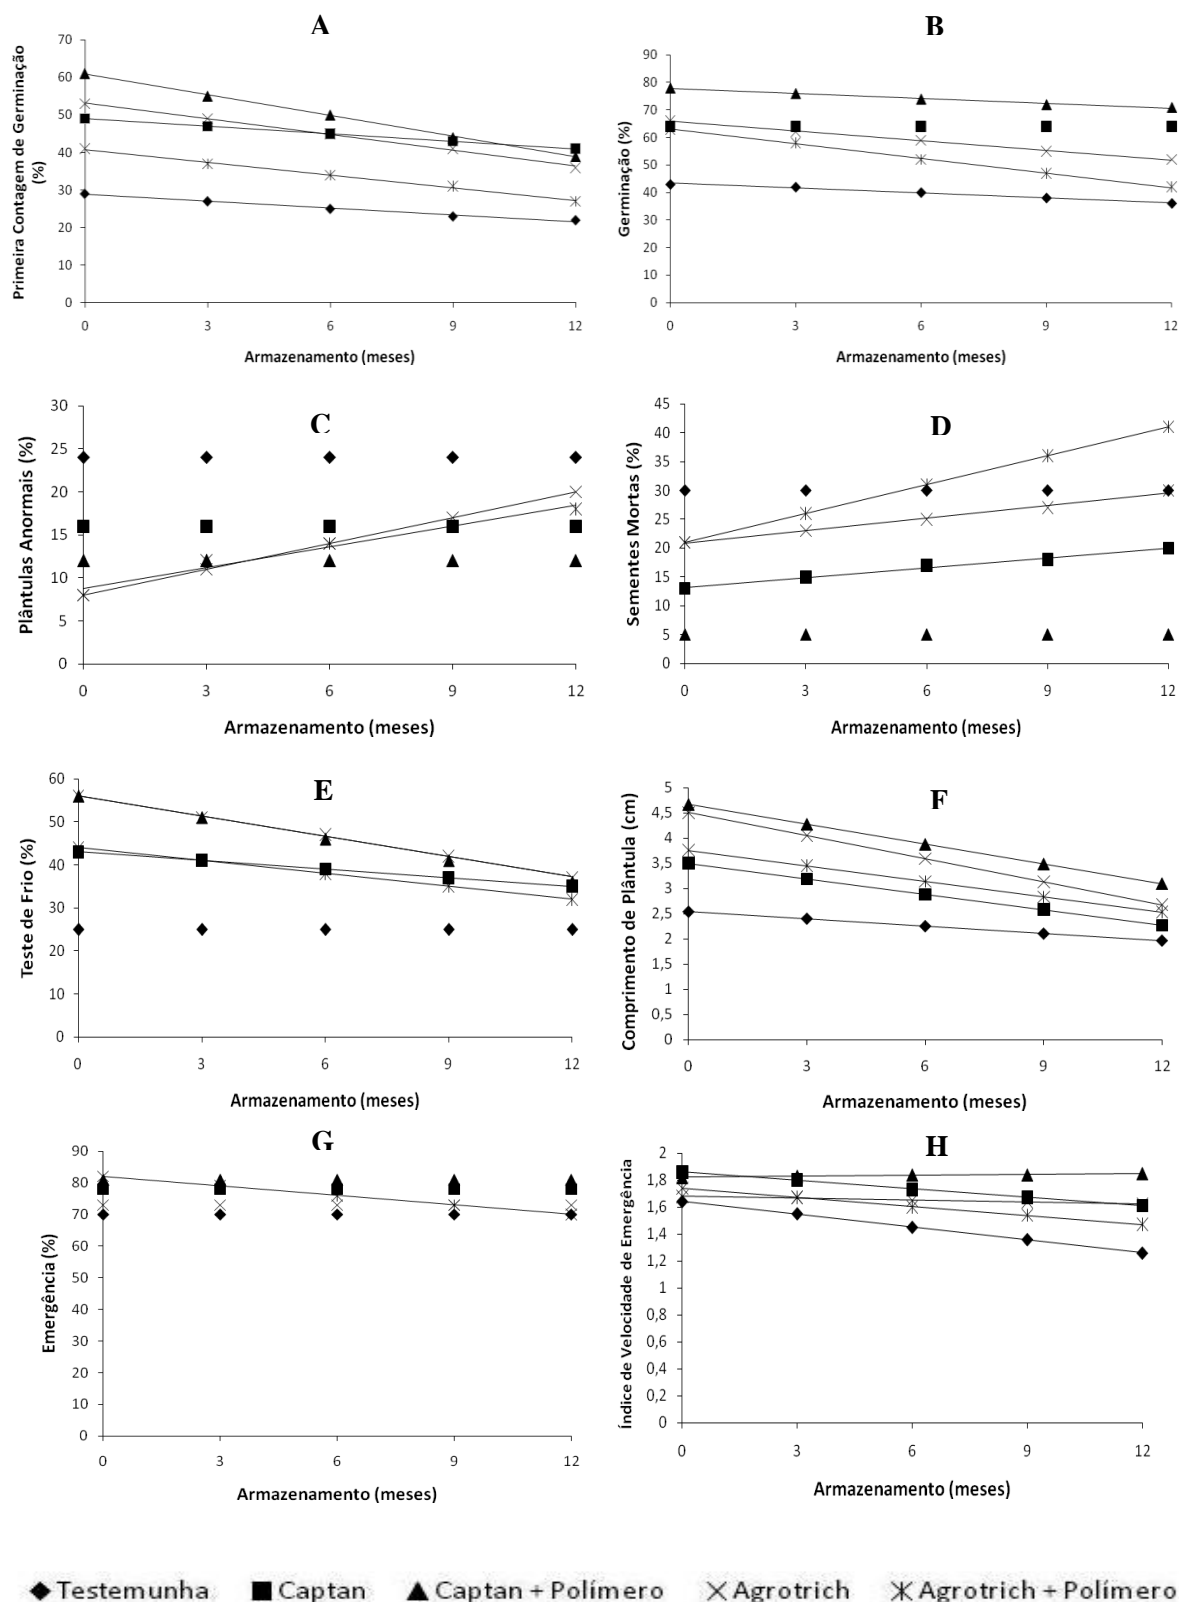 A
Primeira Contagem de Germinação
(%)
70
60
50
40
30
20
10
0
0 3 6 9 12
Armazenamento (meses)
B
Germinação (%)
90
80
70
60
50
40
30
20
10
0
0 3 6 9 12
Armazenamento (meses)
C
Plântulas Anormais (%)
30
25
20
15
10
5
0
0 3 6 9 12
Armazenamento (meses)
D
Sementes Mortas (%)
45
40
35
30
25
20
15
10
5
0
0 3 6 9 12
Armazenamento (meses)
E
Teste de Frio (%)
60
50
40
30
20
10
0
0 3 6 9 12
Armazenamento (meses)
F
Comprimento de Plântula (cm)
5
4,5
4
3,5
3
2,5
2
1,5
1
0,5
0
0 3 6 9 12
Armazenamento (meses)
G
Emergência (%)
90
80
70
60
50
40
30
20
10
0
0 3 6 9 12
Armazenamento (meses)
H
Índice de Velocidade de Emergência
2
1,8
1,6
1,4
1,2
1
0,8
0,6
0,4
0,2
0
0 3 6 9 12
Armazenamento (meses)
Testemunha Captan Captan + Polímero Agrotrich Agrotrich + Polímero